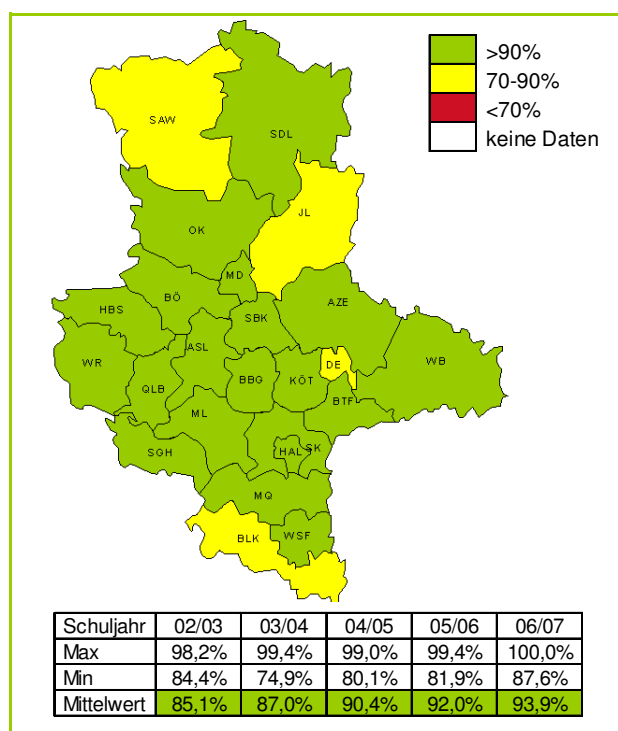 >90%
70-90%
<70%
keine Daten
SAW
SDL
JL
OK
MD
BÖ
AZE
HBS
SBK
ASL
WR
DE
WB
QLB
BBG
KÖT
BTF
ML
SGH
HAL SK
MQ
WSF
BLK
Schuljahr 02/03 03/04 04/05 05/06 06/07
Max 98,2% 99,4% 99,0% 99,4% 100,0%
Min 84,4% 74,9% 80,1% 81,9% 87,6%
Mittelwert 85,1% 87,0% 90,4% 92,0% 93,9%